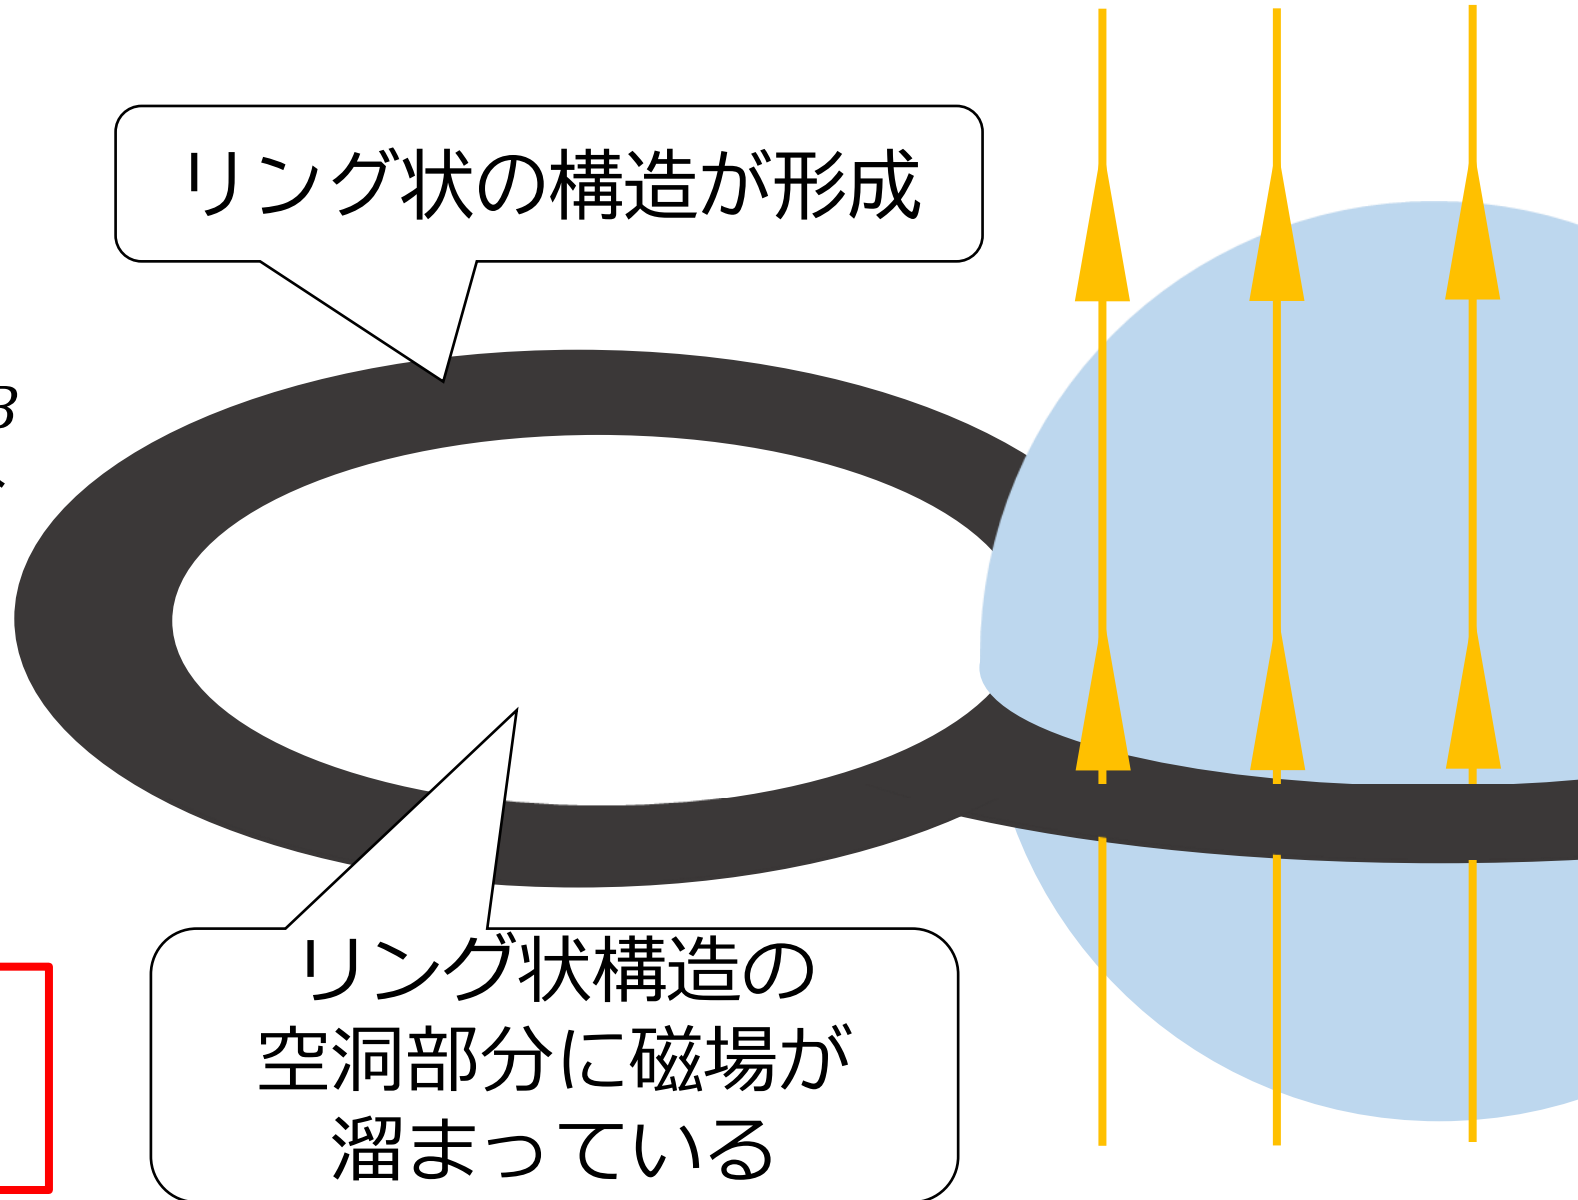 リング状の構造が形成
リング状構造の
空洞部分に磁場が
溜まっている